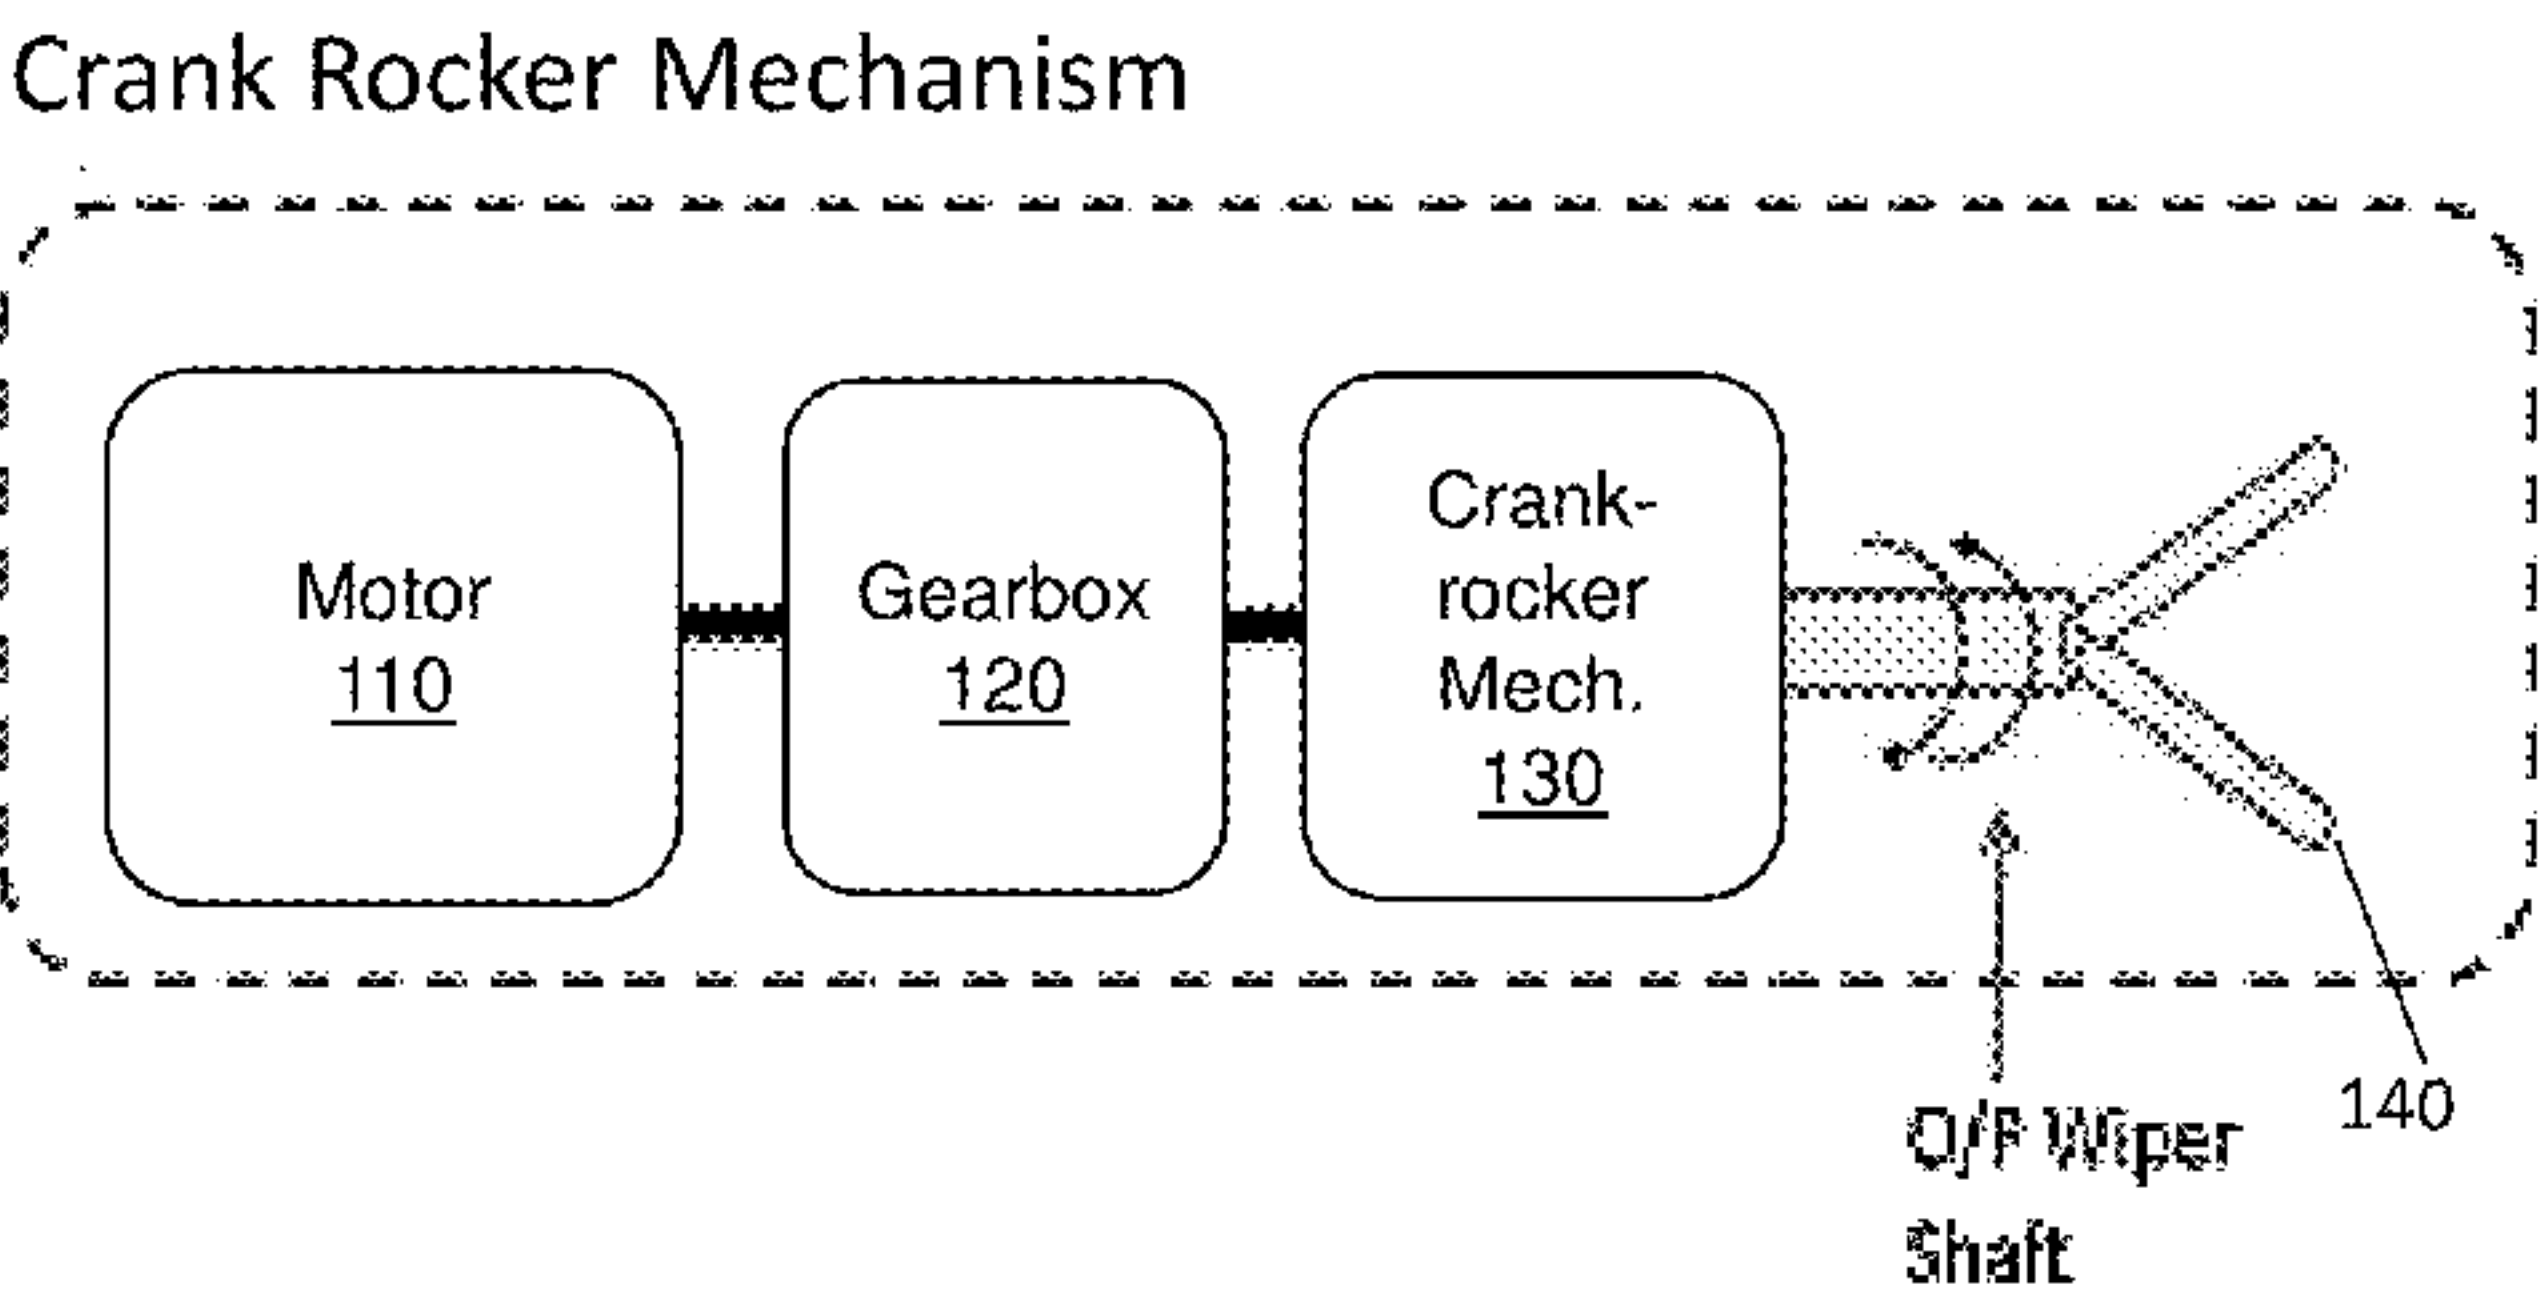 Crank Rocker Mechanism
Motor
110
Gearbox
120
Crank-
rocker
Mech.
130
140
O/P Wiper
Shaft